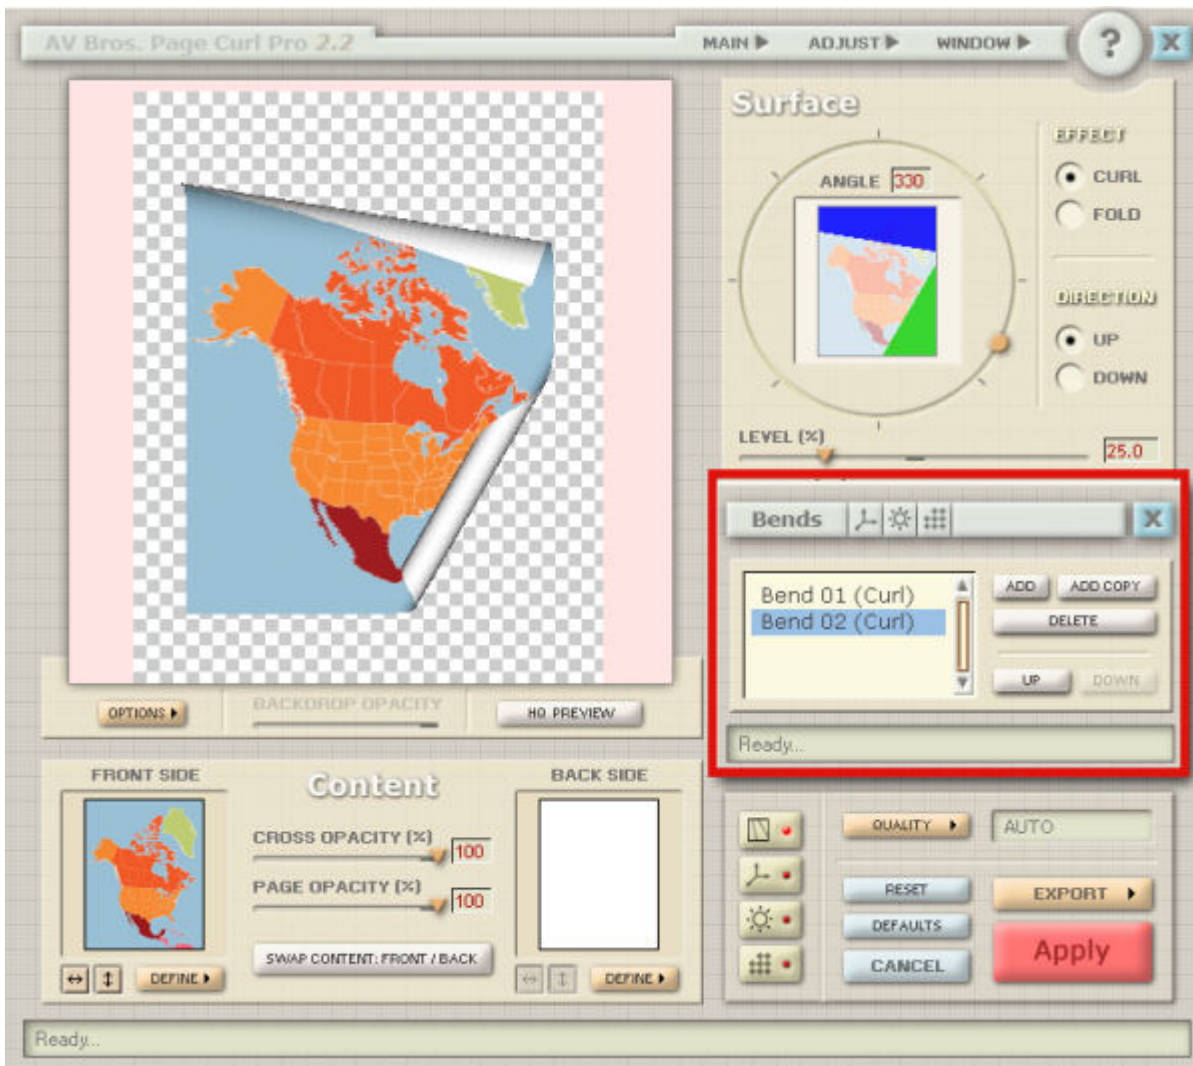 AV Bros. Page Curl Pro 2.2
MAIN
ADJUST
WINDOW
?
X
Surface
ANGLE 330
EFFECT
CURL
FOLD
DIRECTION
UP
DOWN
LEVEL (%)
25.0
Bends
X
Bend 01 (Curl)
Bend 02 (Curl)
ADD
ADD COPY
DELETE
UP
DOWN
Ready...
OPTIONS
BACKDROP OPACITY
HQ PREVIEW
FRONT SIDE
Content
BACK SIDE
CROSS OPACITY (%)
100
PAGE OPACITY (%)
100
SWAP CONTENT: FRONT / BACK
DEFINE
DEFINE
QUALITY
AUTO
RESET
DEFAULTS
CANCEL
EXPORT
Apply
Ready...